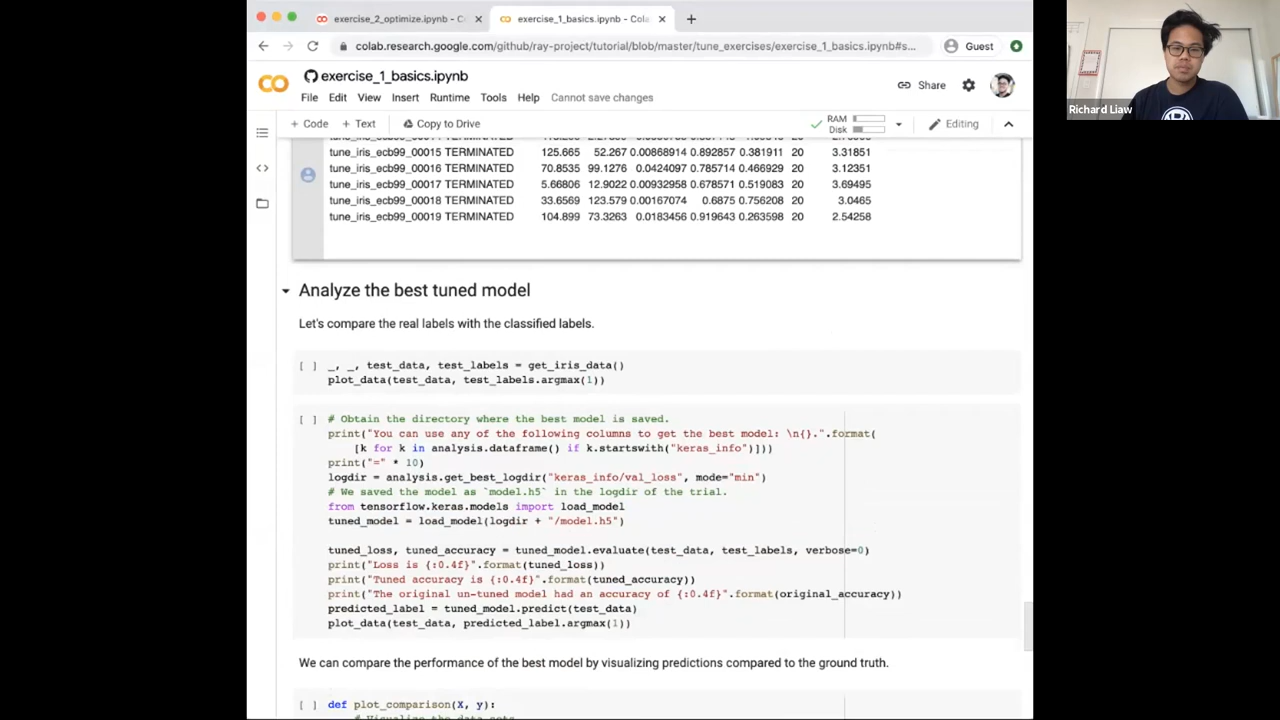 exercise_2_optimize.ipynb - Co
exercise_1_basics.ipynb - Colab
colab.research.google.com/github/ray-project/tutorial/blob/master/tune_exercises/exercise_1_basics.ipynb#s...
Guest
Richard Liaw
exercise_1_basics.ipynb
Share
File Edit View Insert Runtime Tools Help Cannot save changes
+ Code + Text Copy to Drive
RAM
Disk
Editing
tune_iris_ecb99_00015 TERMINATED 125.665 52.267 0.00868914 0.892857 0.381911 20 3.31851
tune_iris_ecb99_00016 TERMINATED 70.8535 99.1276 0.0424097 0.785714 0.466929 20 3.12351
tune_iris_ecb99_00017 TERMINATED 5.66806 12.9022 0.00932958 0.678571 0.519083 20 3.69495
tune_iris_ecb99_00018 TERMINATED 33.6569 123.579 0.00167074 0.6875 0.756208 20 3.0465
tune_iris_ecb99_00019 TERMINATED 104.899 73.3263 0.0183456 0.919643 0.263598 20 2.54258
Analyze the best tuned model
Let's compare the real labels with the classified labels.
[ ] _, _, test_data, test_labels = get_iris_data()
plot_data(test_data, test_labels.argmax(1))
[ ] # Obtain the directory where the best model is saved.
print("You can use any of the following columns to get the best model: \n{}.".format(
[k for k in analysis.dataframe() if k.startswith("keras_info")]))
print("=" * 10)
logdir = analysis.get_best_logdir("keras_info/val_loss", mode="min")
# We saved the model as `model.h5` in the logdir of the trial.
from tensorflow.keras.models import load_model
tuned_model = load_model(logdir + "/model.h5")
tuned_loss, tuned_accuracy = tuned_model.evaluate(test_data, test_labels, verbose=0)
print("Loss is {:0.4f}".format(tuned_loss))
print("Tuned accuracy is {:0.4f}".format(tuned_accuracy))
print("The original un-tuned model had an accuracy of {:0.4f}".format(original_accuracy))
predicted_label = tuned_model.predict(test_data)
plot_data(test_data, predicted_label.argmax(1))
We can compare the performance of the best model by visualizing predictions compared to the ground truth.
[ ] def plot_comparison(X, y):